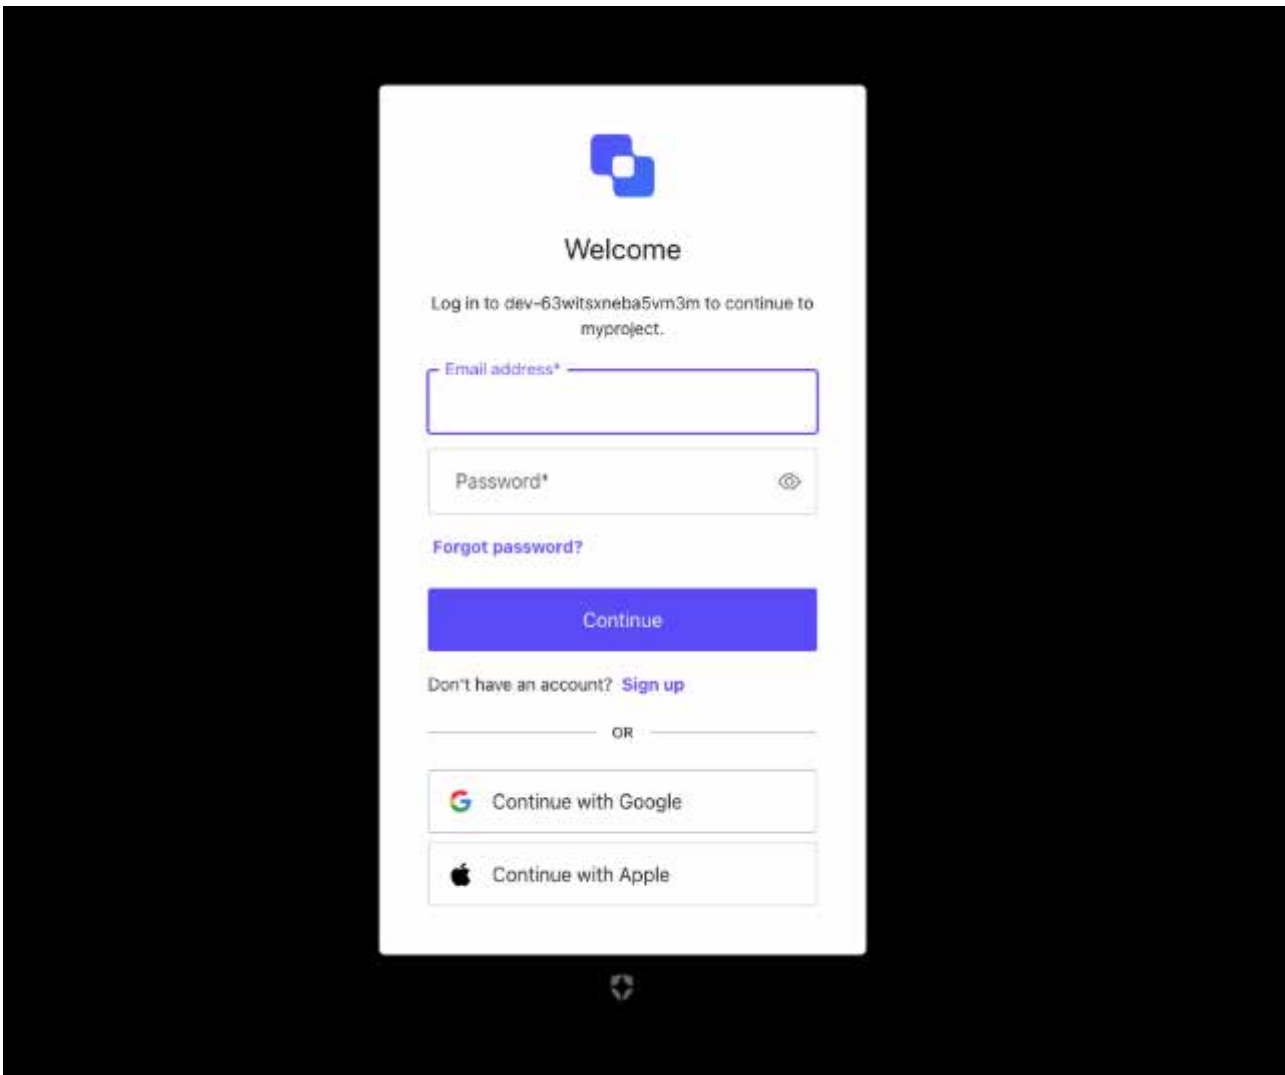 Welcome
Log in to dev-63witsxneba5vm3m to continue to
myproject.
Email address*
Password*
Forgot password?
Continue
Don't have an account? Sign up
OR
Continue with Google
Continue with Apple